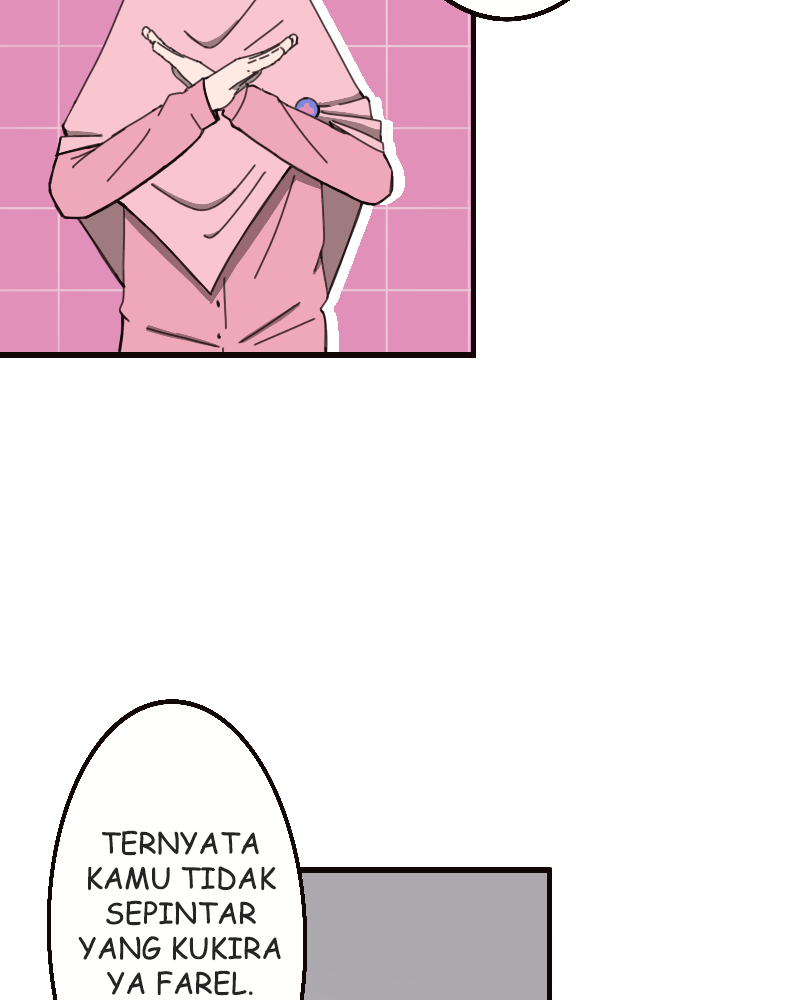 TERNYATA
KAMU TIDAK
SEPINTAR
YANG KUKIRA
YA FAREL.